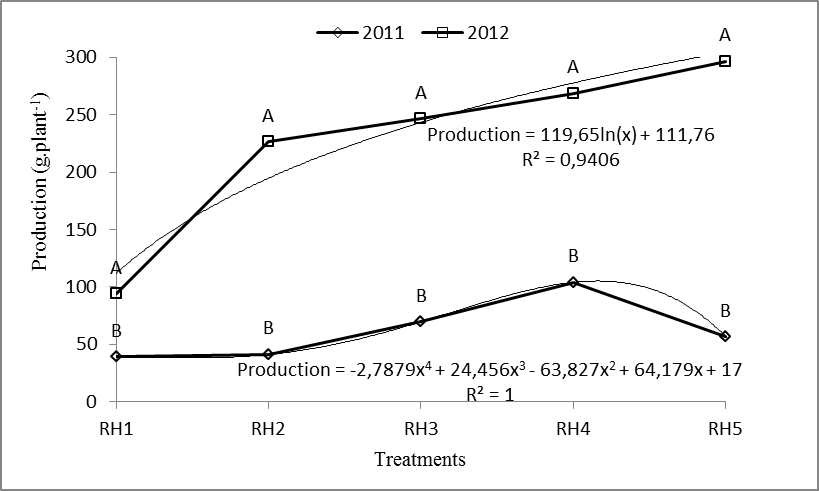 2011 2012
Production (g.plant⁻¹)
300
250
200
150
100
50
0
A
A
A
A
A
Production = 119,65ln(x) + 111,76
R² = 0,9406
B
B
B
B
B
Production = -2,7879x⁴ + 24,456x³ - 63,827x² + 64,179x + 17
R² = 1
RH1 RH2 RH3 RH4 RH5
Treatments